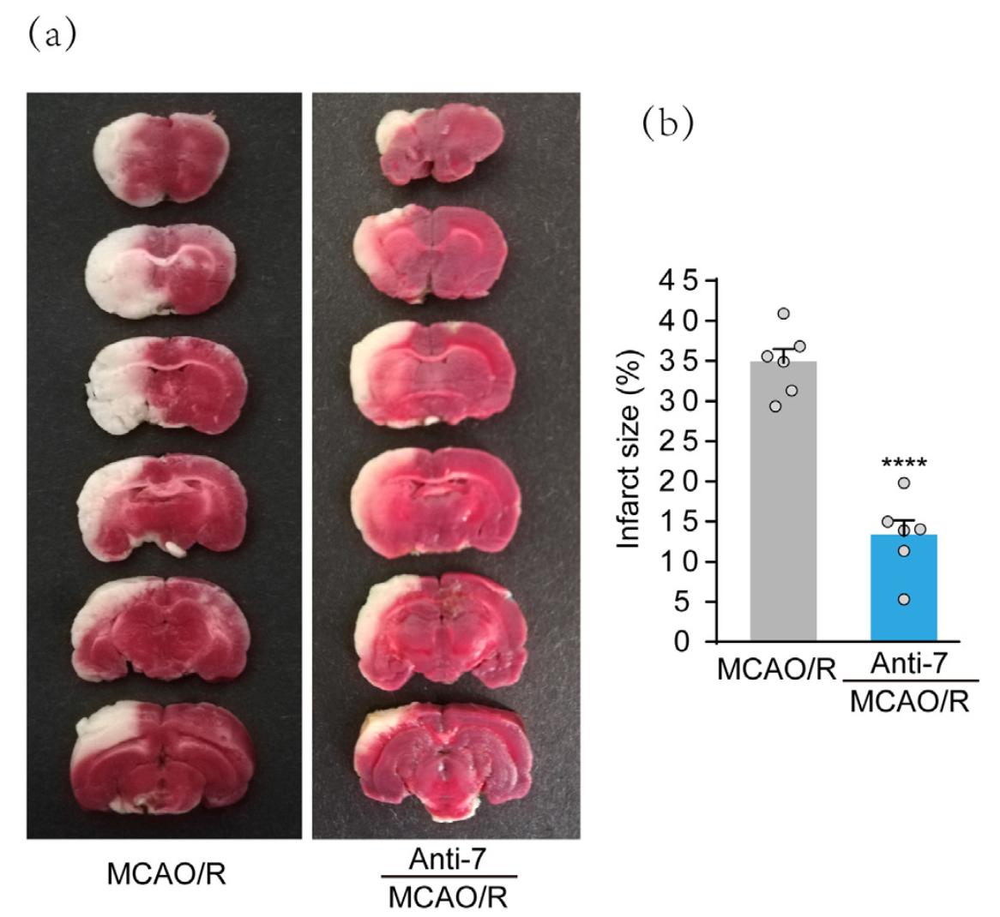 (a)
MCAO/R
Anti-7
MCAO/R
(b)
Infarct size (%)
45
40
35
30
25
20
15
10
5
0
****
MCAO/R
Anti-7
MCAO/R